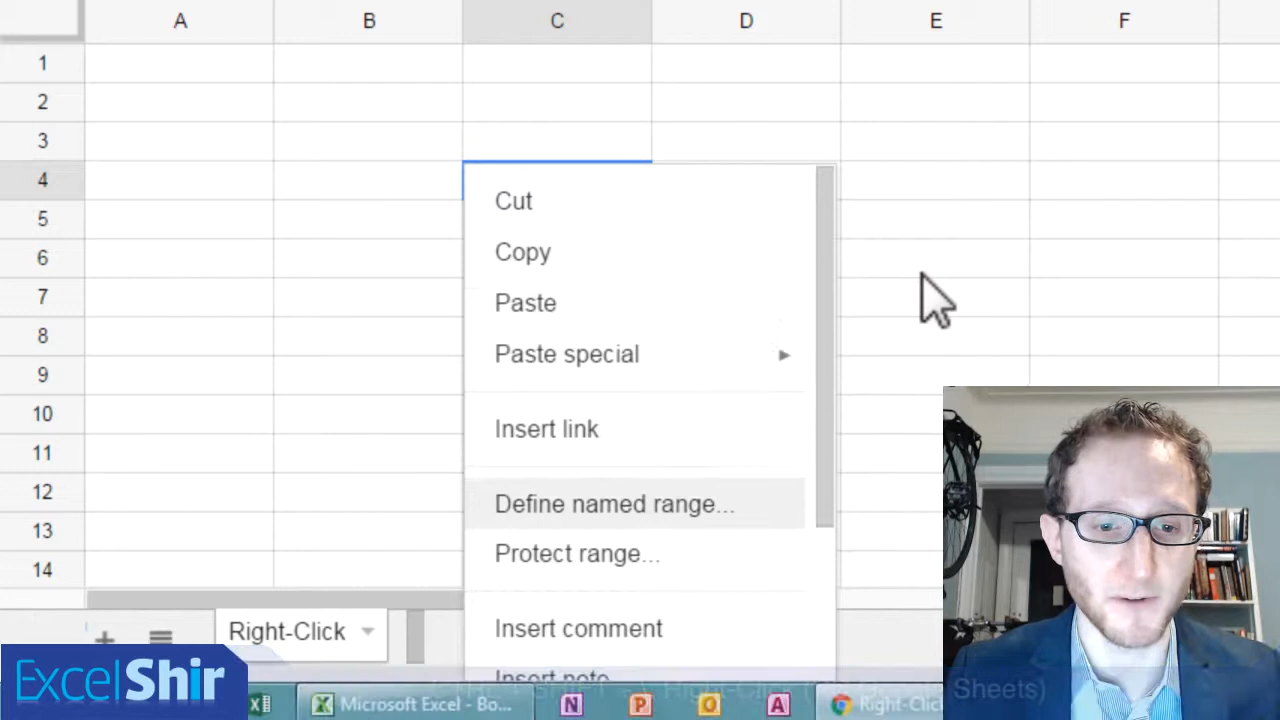 A B C D E F
1
2
3
4
5
6
7
8
9
10
11
12
13
14
Cut
Copy
Paste
Paste special
Insert link
Define named range...
Protect range...
Insert comment
Insert note
Right-Click
ExcelShir
Microsoft Excel - Bo...
N
P
O
A
Right-Clic
Sheets)